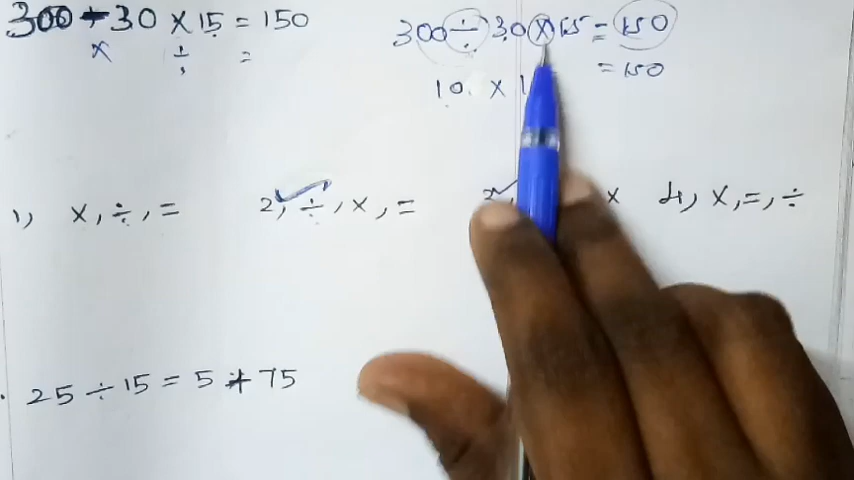 300 ÷ 30 × 15 = 150
× ÷ =
300 ÷ 30 × 15 = 150
10 × 1
= 150
1, ×, ÷, =
2, ÷, ×, =
×
4, ×, =, ÷
25 ÷ 15 = 5 + 75